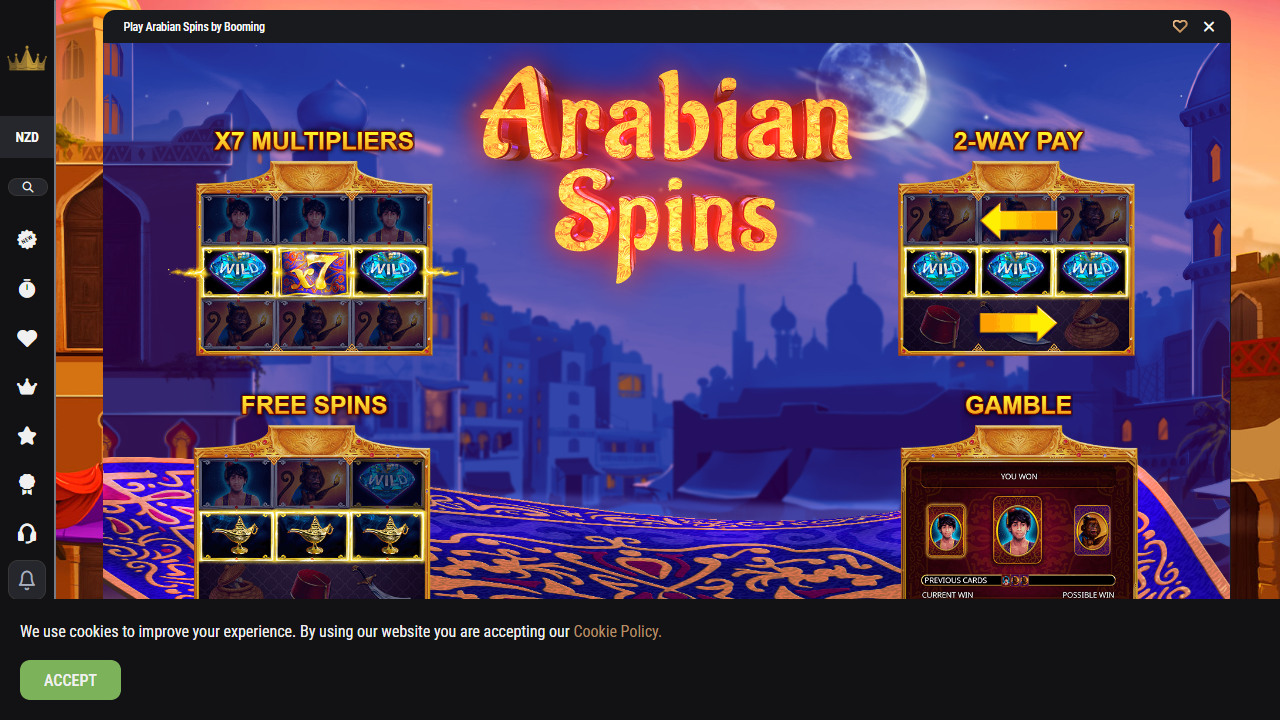 Play Arabian Spins by Booming
NZD
NEW
Arabian
Spins
X7 MULTIPLIERS
WILD
x7
WILD
2-WAY PAY
WILD
WILD
WILD
FREE SPINS
WILD
GAMBLE
YOU WON
PREVIOUS CARDS
CURRENT WIN
POSSIBLE WIN
We use cookies to improve your experience. By using our website you are accepting our Cookie Policy.
ACCEPT